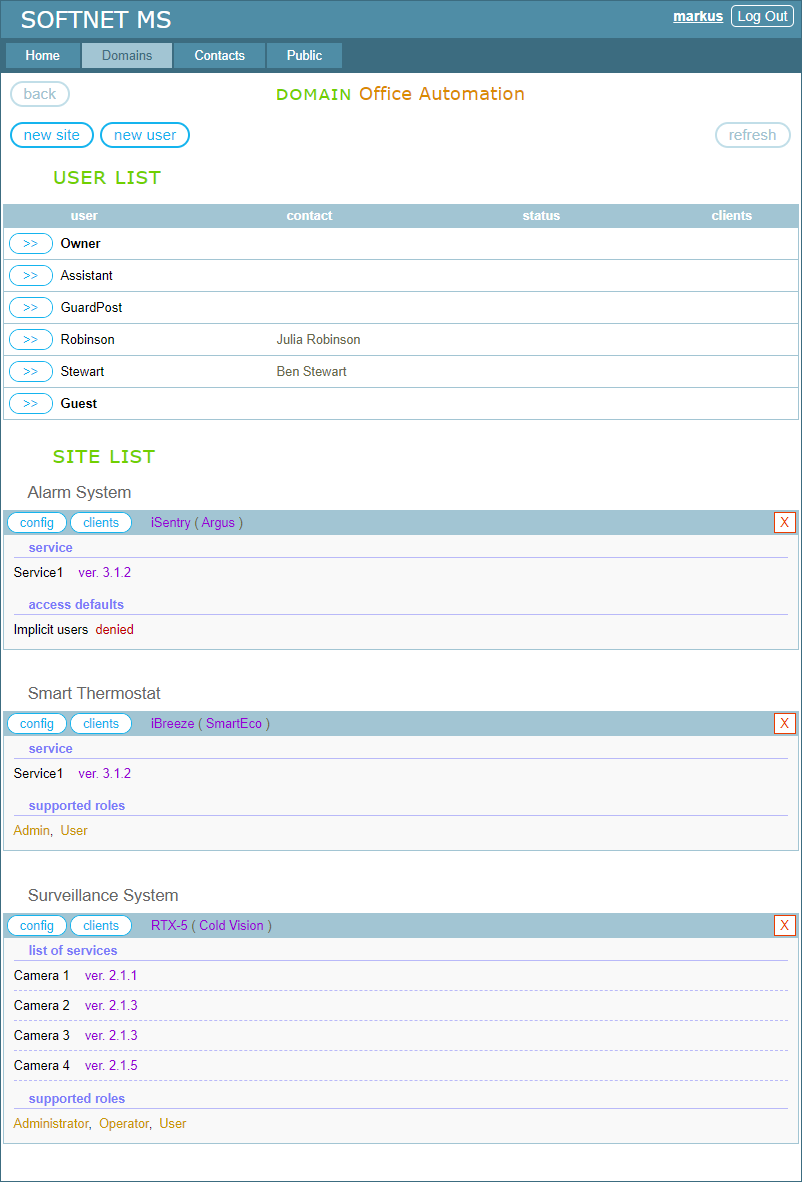 SOFTNET MS
markus Log Out
Home Domains Contacts Public
back DOMAIN Office Automation
new site new user refresh
USER LIST
user contact status clients
>> Owner
>> Assistant
>> GuardPost
>> Robinson Julia Robinson
>> Stewart Ben Stewart
>> Guest
SITE LIST
Alarm System
config clients iSentry ( Argus ) X
service
Service1 ver. 3.1.2
access defaults
Implicit users denied
Smart Thermostat
config clients iBreeze ( SmartEco ) X
service
Service1 ver. 3.1.2
supported roles
Admin, User
Surveillance System
config clients RTX-5 ( Cold Vision ) X
list of services
Camera 1 ver. 2.1.1
Camera 2 ver. 2.1.3
Camera 3 ver. 2.1.3
Camera 4 ver. 2.1.5
supported roles
Administrator, Operator, User